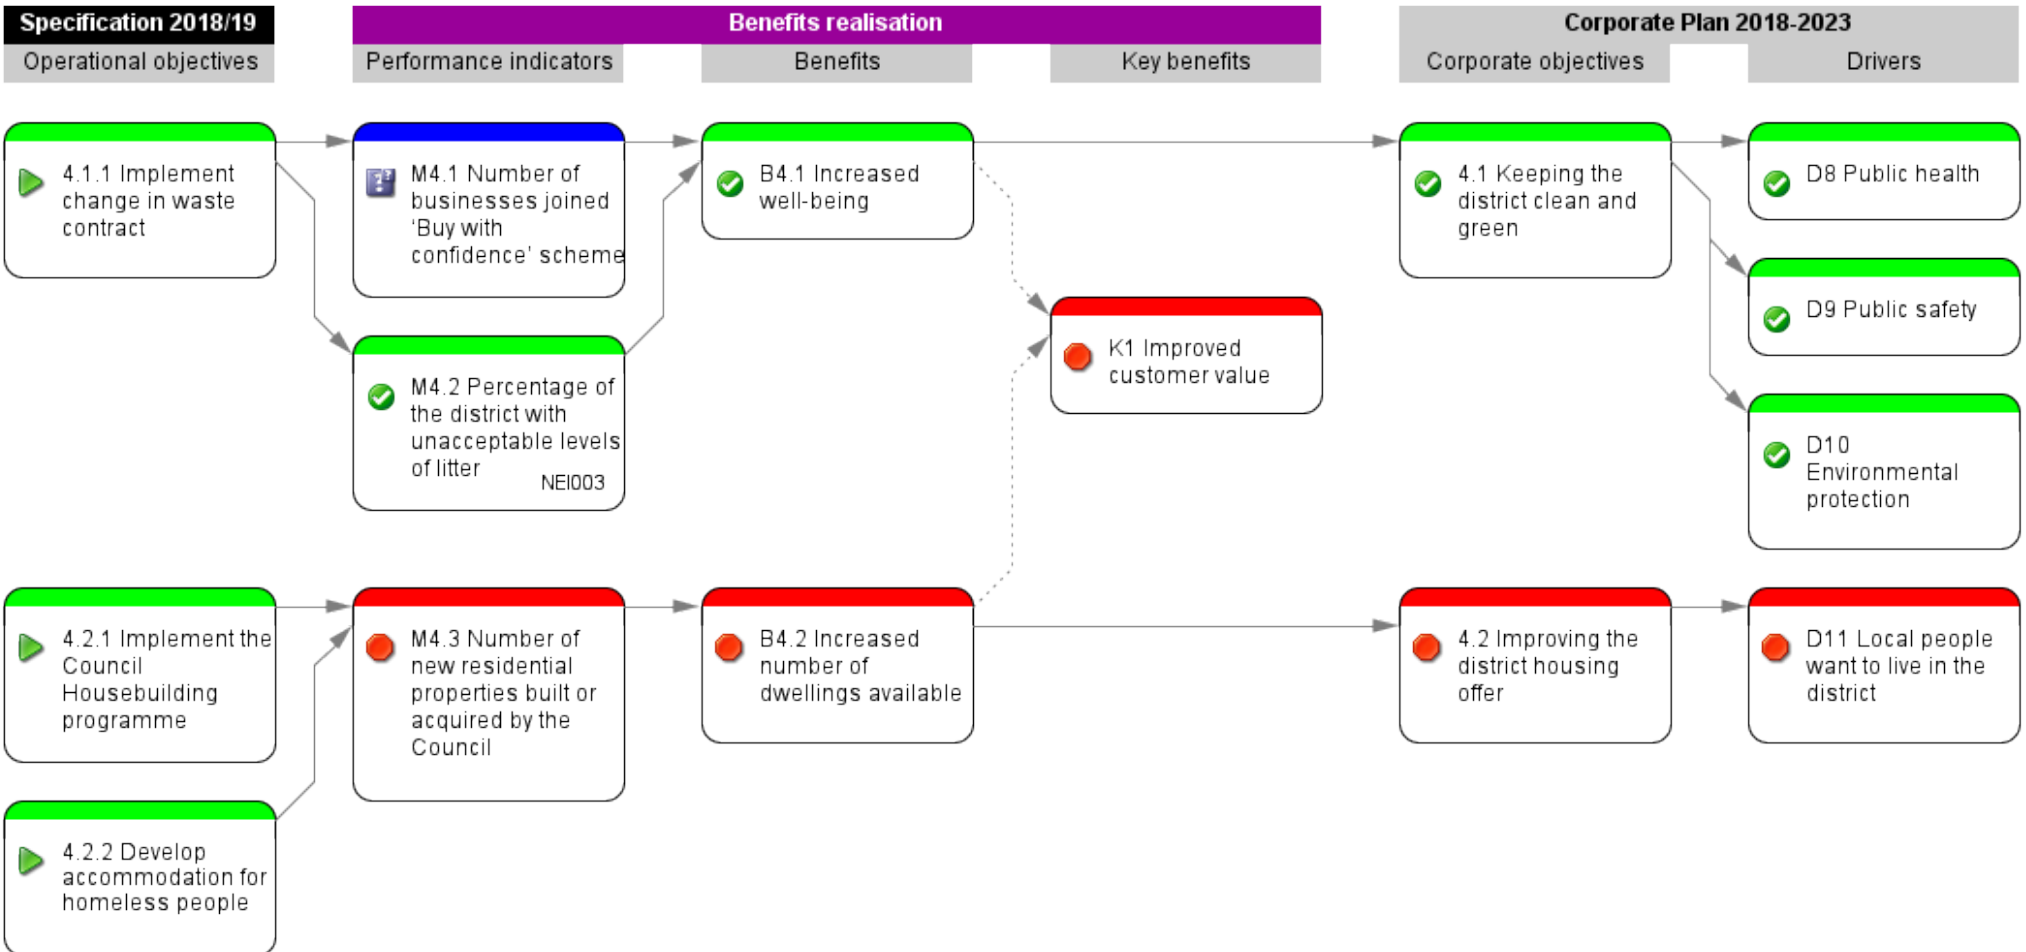 Specification 2018/19
Benefits realisation
Corporate Plan 2018-2023
Operational objectives
Performance indicators
Benefits
Key benefits
Corporate objectives
Drivers
4.1.1 Implement
change in waste
contract
M4.1 Number of
businesses joined
‘Buy with
confidence’ scheme
B4.1 Increased
well-being
4.1 Keeping the
district clean and
green
D8 Public health
D9 Public safety
K1 Improved
customer value
M4.2 Percentage of
the district with
unacceptable levels
of litter
NEI003
D10
Environmental
protection
4.2.1 Implement the
Council
Housebuilding
programme
M4.3 Number of
new residential
properties built or
acquired by the
Council
B4.2 Increased
number of
dwellings available
4.2 Improving the
district housing
offer
D11 Local people
want to live in the
district
4.2.2 Develop
accommodation for
homeless people